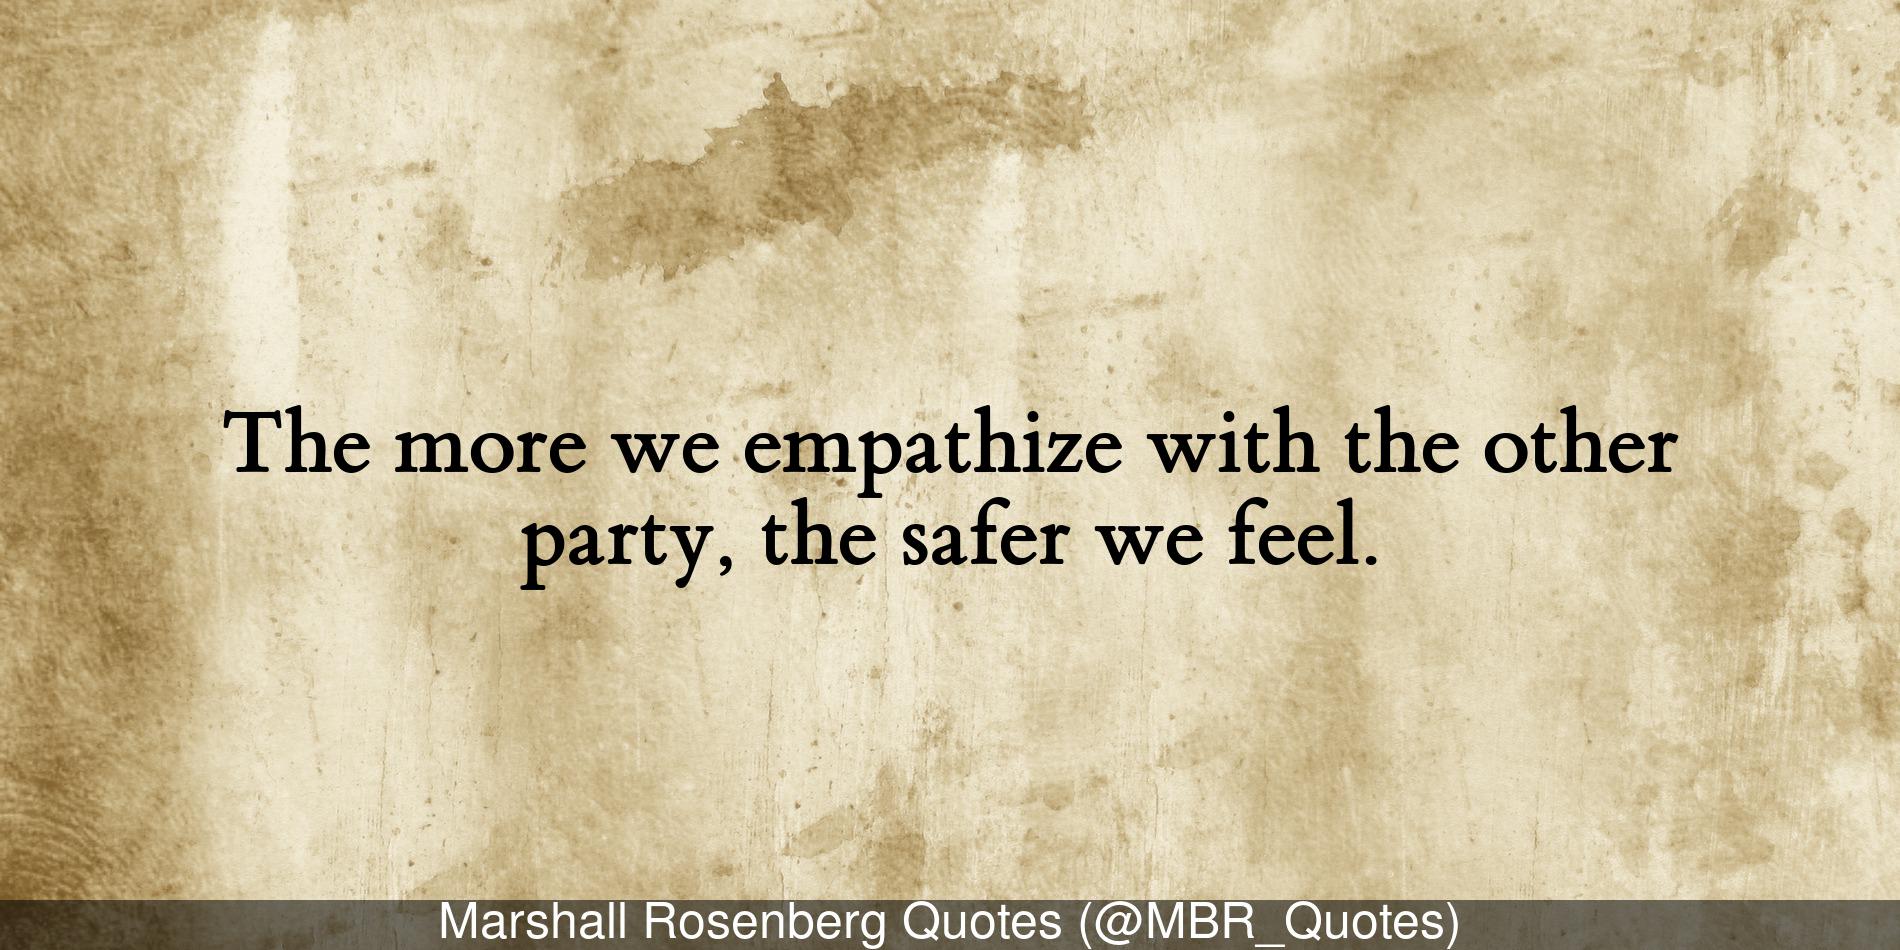 The more we empathize with the other
party, the safer we feel.
Marshall Rosenberg Quotes (@MBR_Quotes)